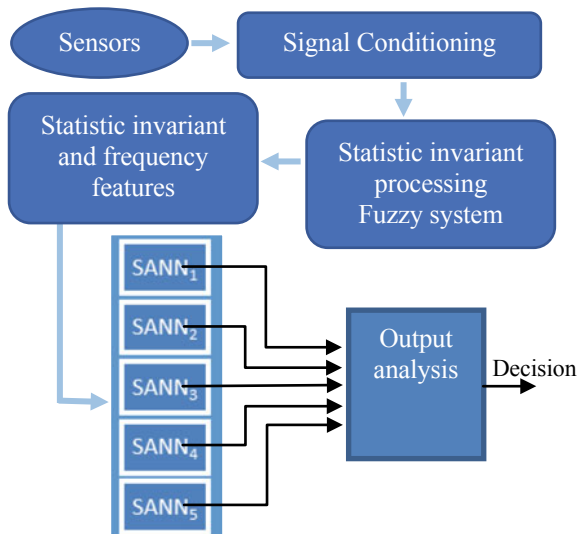 Sensors
Signal Conditioning
Statistic invariant
and frequency
features
Statistic invariant
processing
Fuzzy system
SANN₁
SANN₂
SANN₃
SANN₄
SANN₅
Output
analysis
Decision